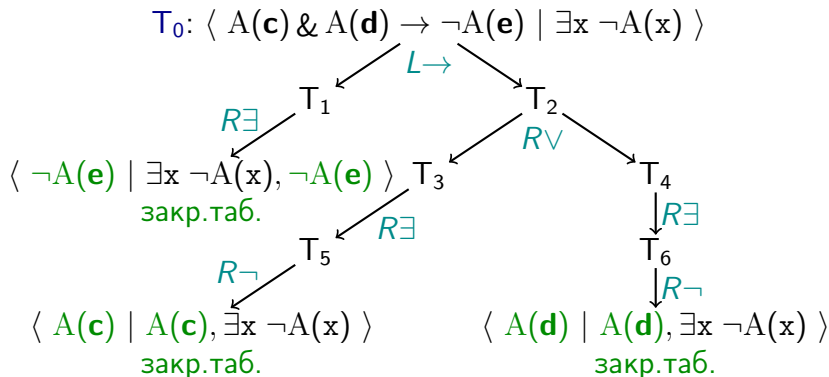 T₀: ⟨ A(c) & A(d) → ¬A(e) | ∃x ¬A(x) ⟩
L→
T₁ T₂
R∃ R∨
⟨ ¬A(e) | ∃x ¬A(x), ¬A(e) ⟩ T₃ T₄
закр.таб.
R∃ R∃
T₅ T₆
R¬ R¬
⟨ A(c) | A(c), ∃x ¬A(x) ⟩ ⟨ A(d) | A(d), ∃x ¬A(x) ⟩
закр.таб. закр.таб.